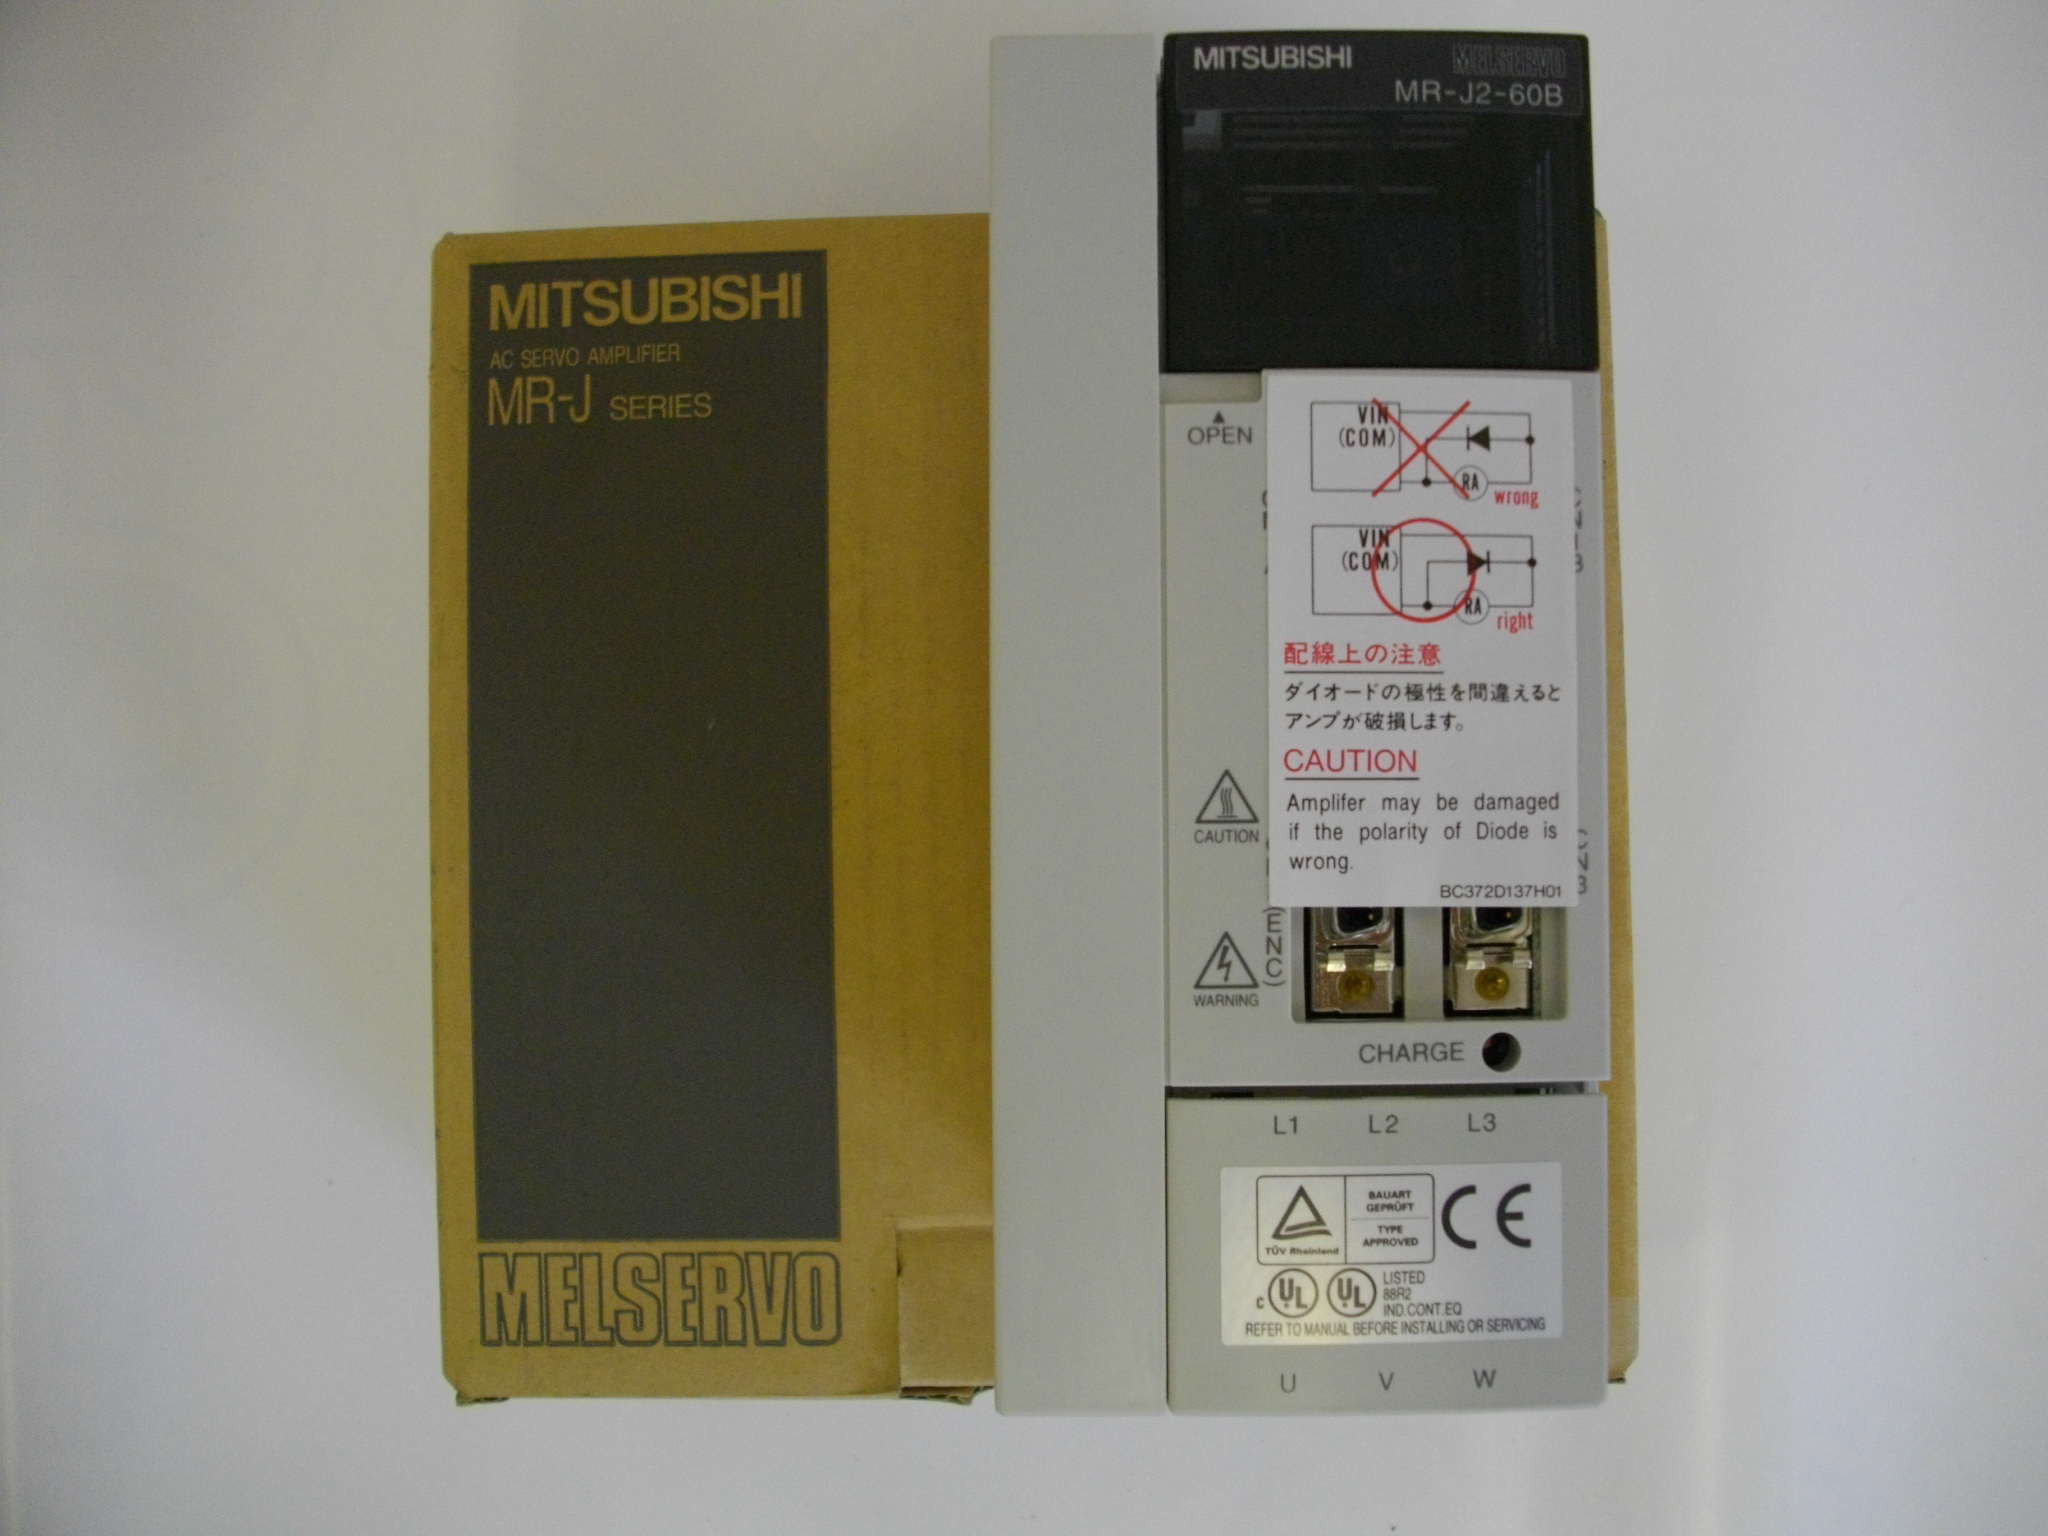 MITSUBISHI
AC SERVO AMPLIFIER
MR-J SERIES
MELSERVO
MITSUBISHI MELSERVO
MR-J2-60B
OPEN
VIN
(COM)
RA
wrong
VIN
(COM)
RA
right
配線上の注意
ダイオードの極性を間違えると
アンプが破損します。
CAUTION
Amplifer may be damaged
if the polarity of Diode is
wrong.
BC372D137H01
CAUTION
WARNING
ENC)
CHARGE
L1 L2 L3
TÜV Rheinland
BAUART
GEPRÜFT
TYPE
APPROVED
CE
c UL UL
LISTED
88R2
IND.CONT.EQ
REFER TO MANUAL BEFORE INSTALLING OR SERVICING
U V W